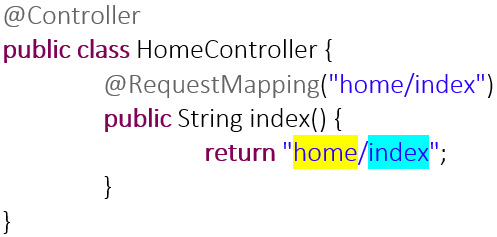 @Controller
public class HomeController {
@RequestMapping("home/index")
public String index() {
return "home/index";
}
}